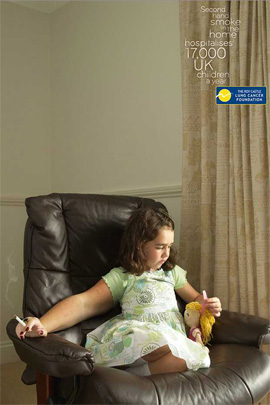 Second
hand
smoke
in the
home
hospitalises
17,000
UK
children
a year
THE ROY CASTLE
LUNG CANCER
FOUNDATION